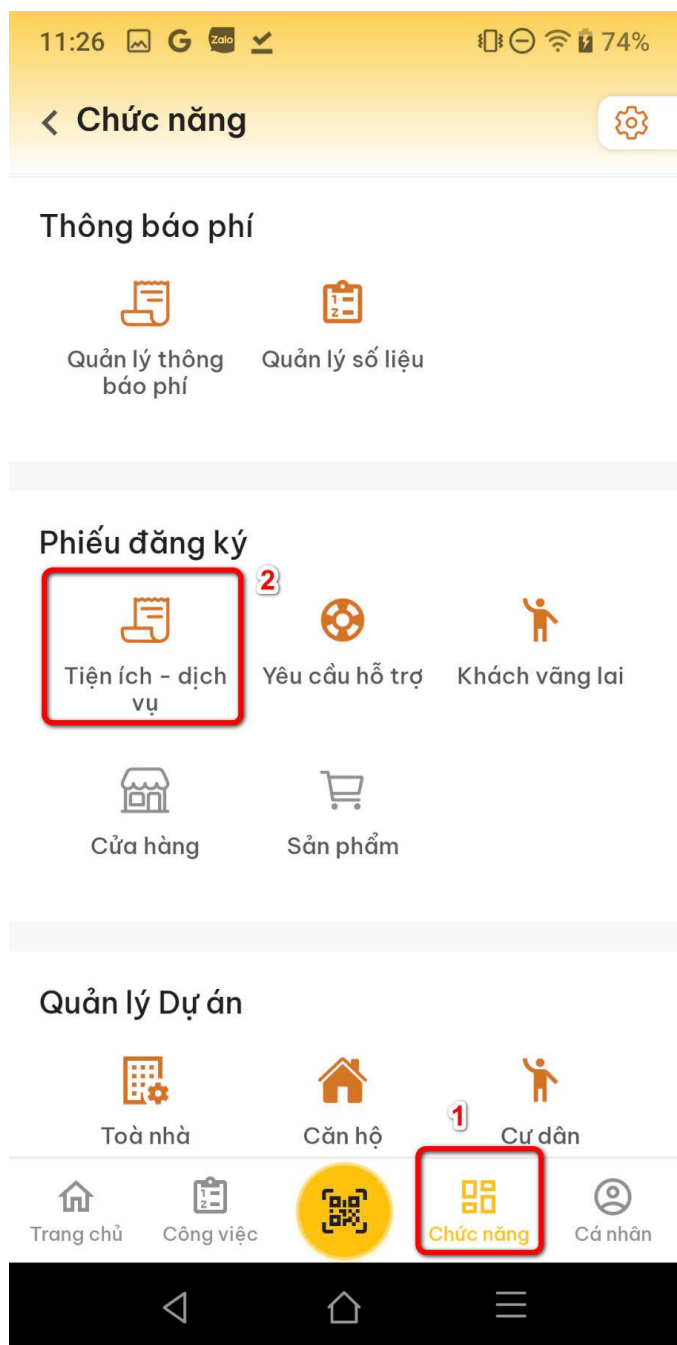 11:26 G Zalo 74%
Chức năng
Thông báo phí
Quản lý thông
báo phí
Quản lý số liệu
Phiếu đăng ký
2
Tiện ích - dịch
vụ
Yêu cầu hỗ trợ
Khách vãng lai
Cửa hàng
Sản phẩm
Quản lý Dự án
Toà nhà
Căn hộ
1
Cư dân
Trang chủ
Công việc
Chức năng
Cá nhân